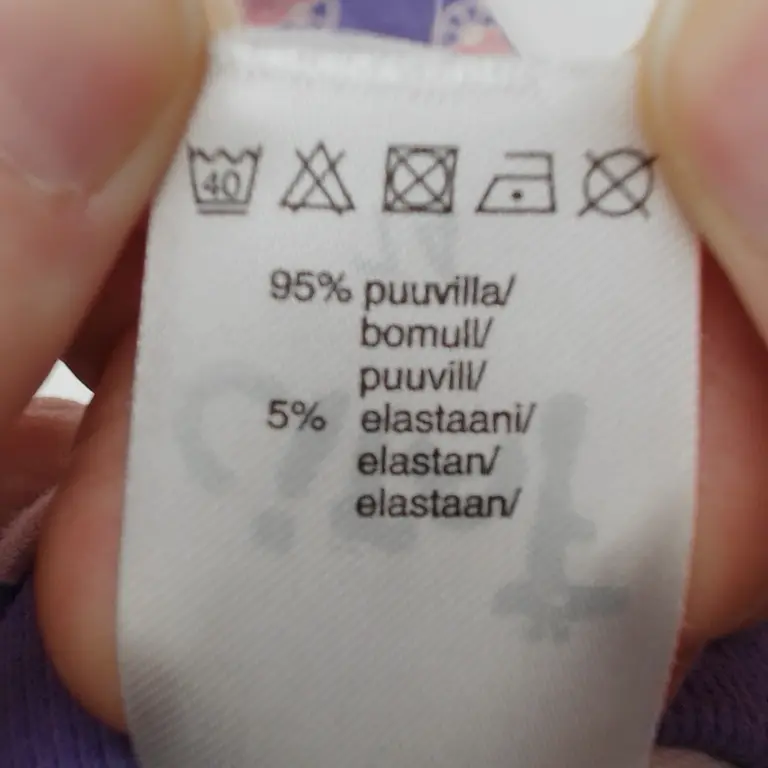 40
95% puuvilla/
bomull/
puuvill/
5% elastaani/
elastan/
elastaan/